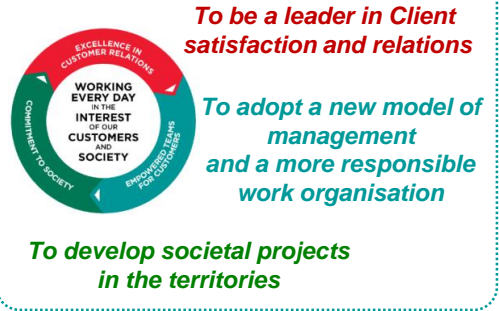 To be a leader in Client
satisfaction and relations
EXCELLENCE IN
CUSTOMER RELATIONS
WORKING
EVERY DAY
IN THE
INTEREST
OF OUR
CUSTOMERS
AND
SOCIETY
COMMITMENT TO SOCIETY
EMPOWERED TEAMS
FOR CUSTOMERS
To adopt a new model of
management
and a more responsible
work organisation
To develop societal projects
in the territories